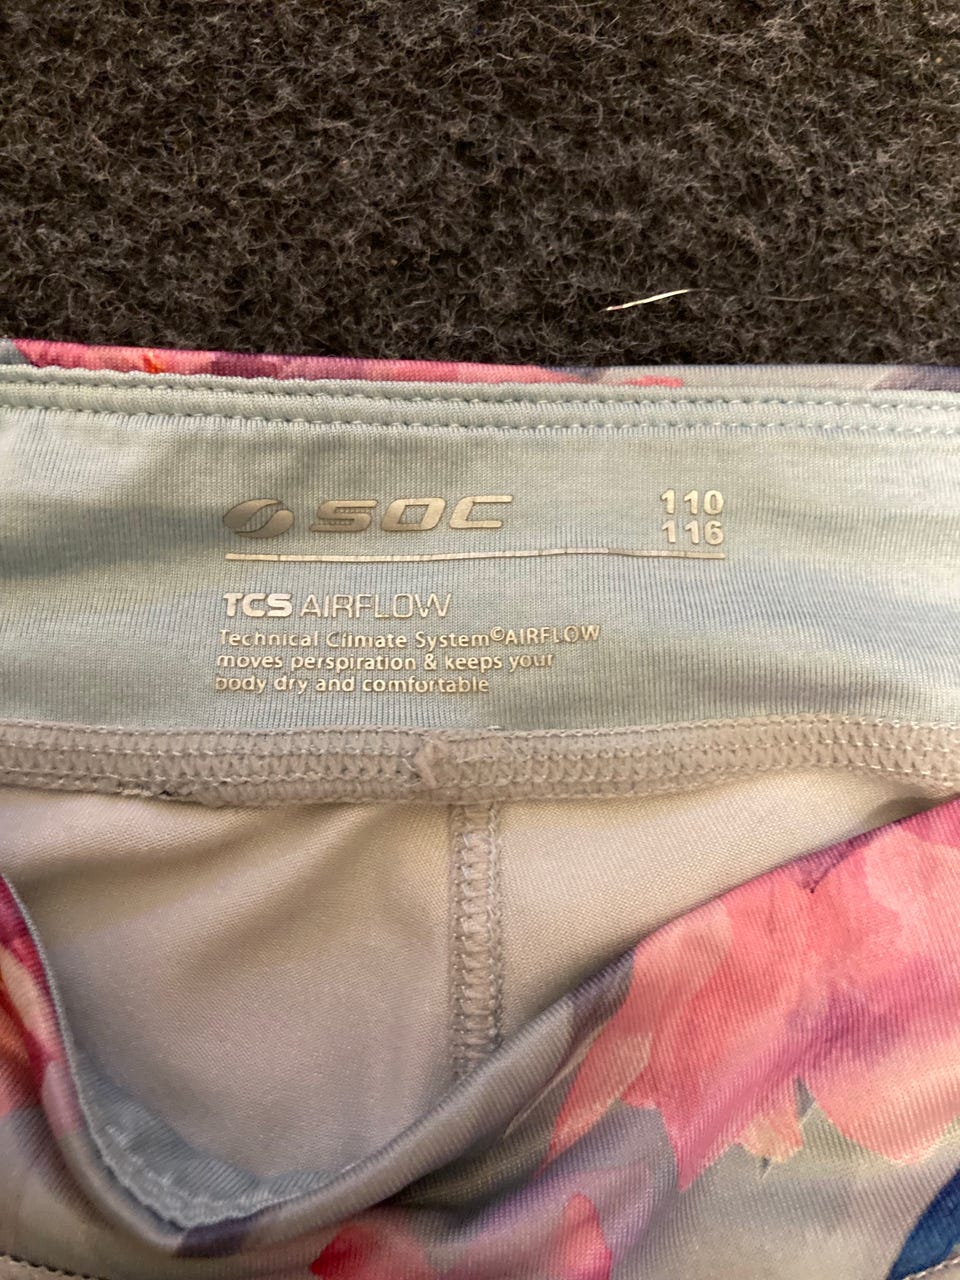 SOC 110
116
TCS AIRFLOW
Technical Climate System©AIRFLOW
moves perspiration & keeps your
body dry and comfortable